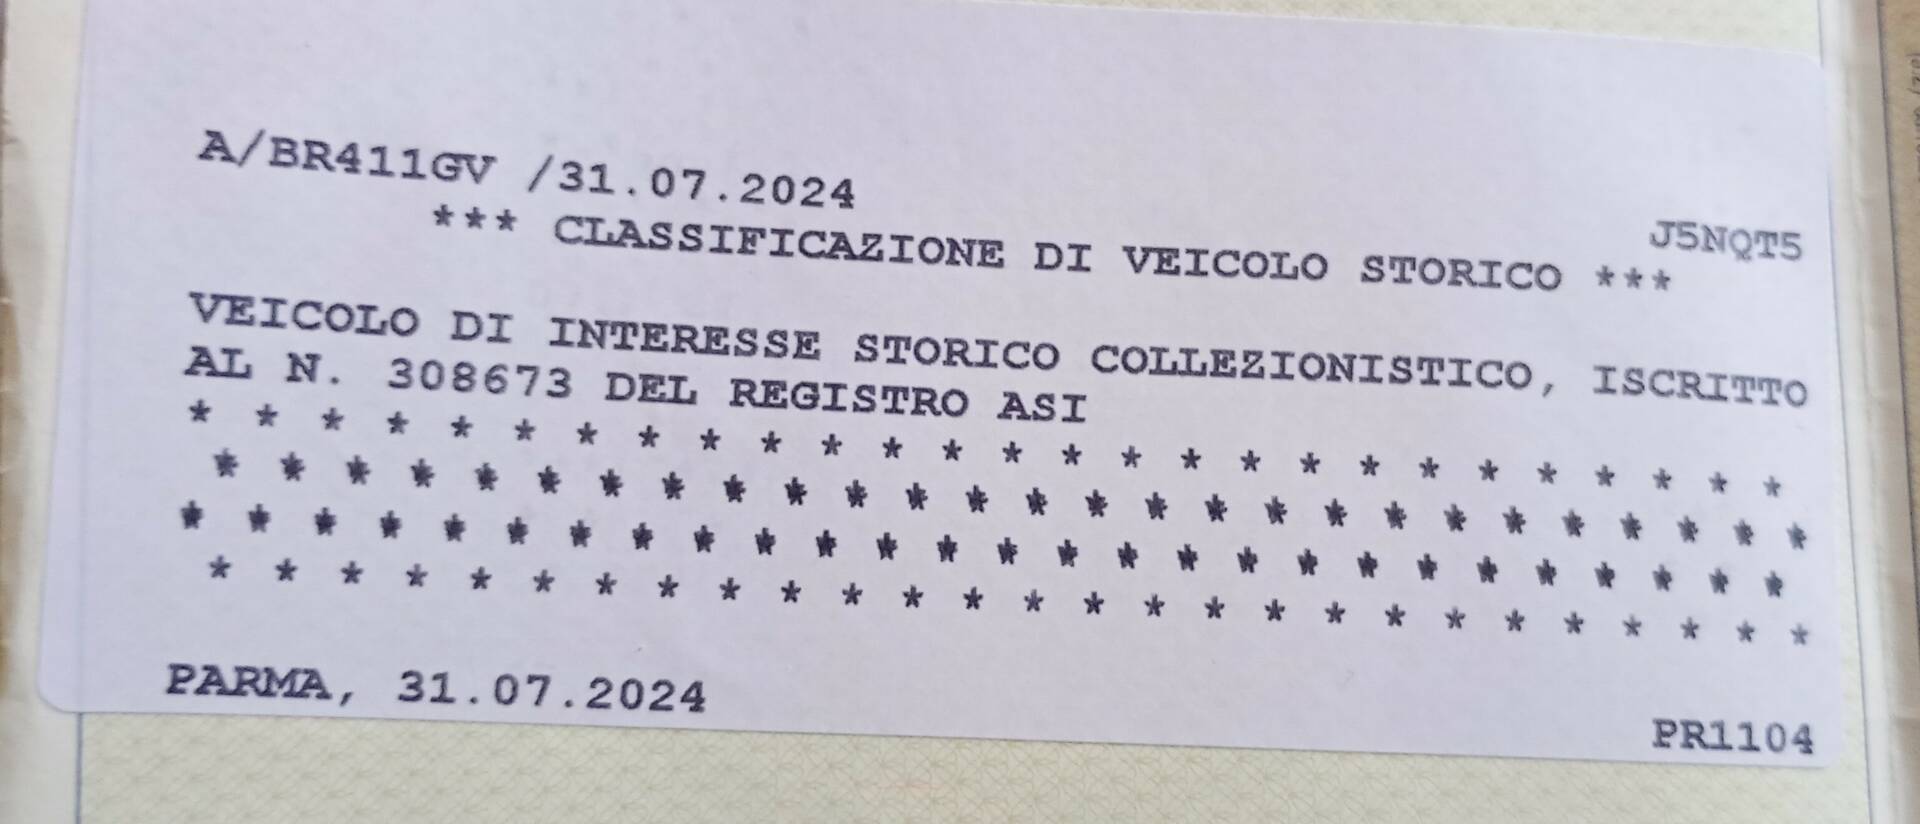 A/BR411GV /31.07.2024
J5NQT5
*** CLASSIFICAZIONE DI VEICOLO STORICO ***
VEICOLO DI INTERESSE STORICO COLLEZIONISTICO, ISCRITTO
AL N. 308673 DEL REGISTRO ASI
* * * * * * * * * * * * * * * * * * * * * * * * * * *
* * * * * * * * * * * * * * * * * * * * * * * * * * *
* * * * * * * * * * * * * * * * * * * * * * * * * * *
* * * * * * * * * * * * * * * * * * * * * * * * * * *
PARMA, 31.07.2024
PR1104